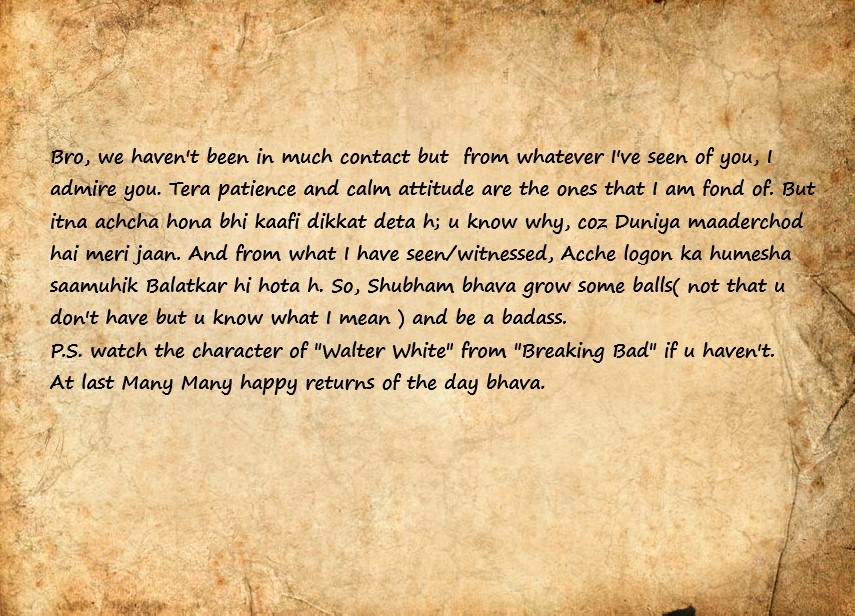 Bro, we haven't been in much contact but  from whatever I've seen of you, I
admire you. Tera patience and calm attitude are the ones that I am fond of. But
itna achcha hona bhi kaafi dikkat deta h; u know why, coz Duniya maaderchod
hai meri jaan. And from what I have seen/witnessed, Acche logon ka humesha
saamuhik Balatkar hi hota h. So, Shubham bhava grow some balls( not that u
don't have but u know what I mean ) and be a badass.
P.S. watch the character of "Walter White" from "Breaking Bad" if u haven't.
At last Many Many happy returns of the day bhava.